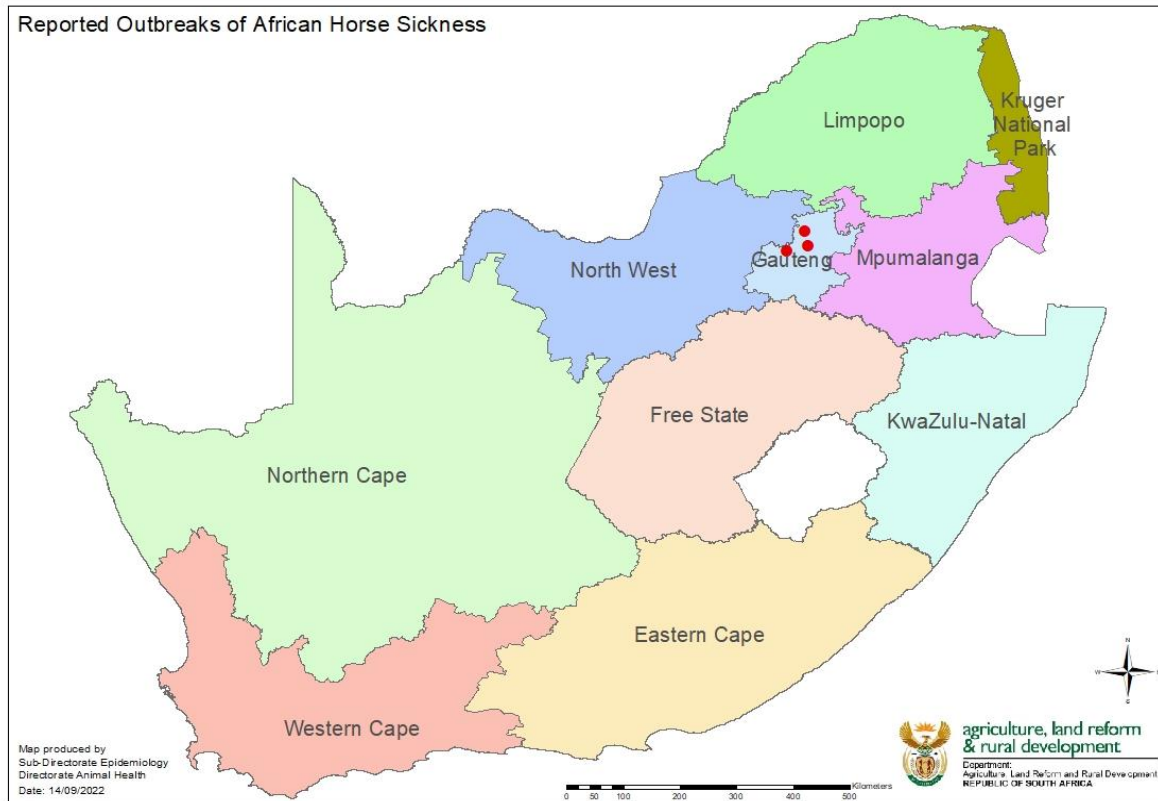 Reported Outbreaks of African Horse Sickness
Limpopo
Kruger
National
Park
North West
Gauteng
Mpumalanga
Free State
KwaZulu-Natal
Northern Cape
Eastern Cape
Western Cape
N
W
Map produced by
Sub-Directorate Epidemiology
Directorate Animal Health
Date: 14/09/2022
Kilometers
0 50 100 200 300 400 500
agriculture, land reform
& rural development
Department:
Agriculture, Land Reform and Rural Development
REPUBLIC OF SOUTH AFRICA